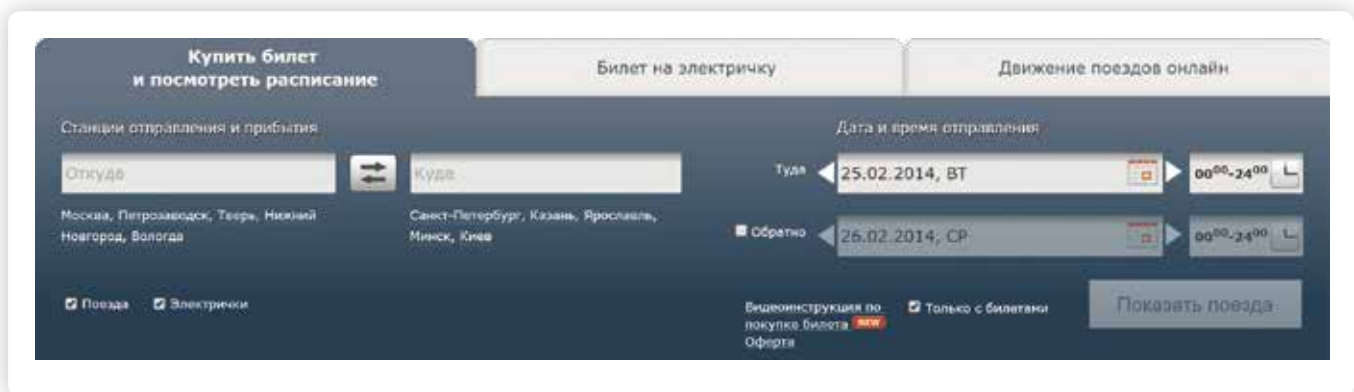 Купить билет
и посмотреть расписание
Билет на электричку
Движение поездов онлайн
Станции отправления и прибытия
Дата и время отправления
Откуда
Куда
Туда
25.02.2014, ВТ
00⁰⁰-24⁰⁰
Москва, Петрозаводск, Тверь, Нижний
Новгород, Вологда
Санкт-Петербург, Казань, Ярославль,
Минск, Киев
Обратно
26.02.2014, СР
00⁰⁰-24⁰⁰
Поезда
Электрички
Видеоинструкция по
покупке билета NEW
Оферта
Только с билетами
Показать поезда